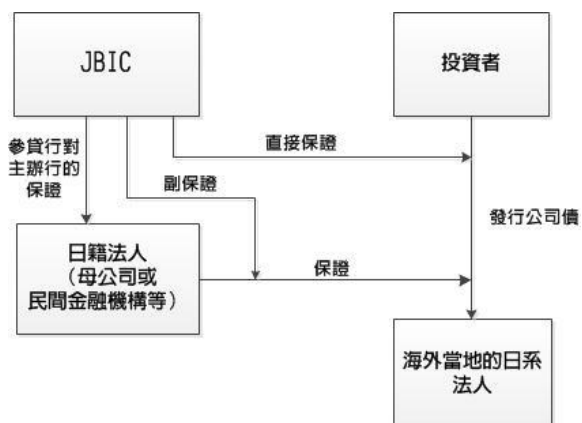 JBIC
投資者
參貸行對
主辦行的
保證
直接保證
副保證
發行公司債
日籍法人
（母公司或
民間金融機構等）
保證
海外當地的日系
法人